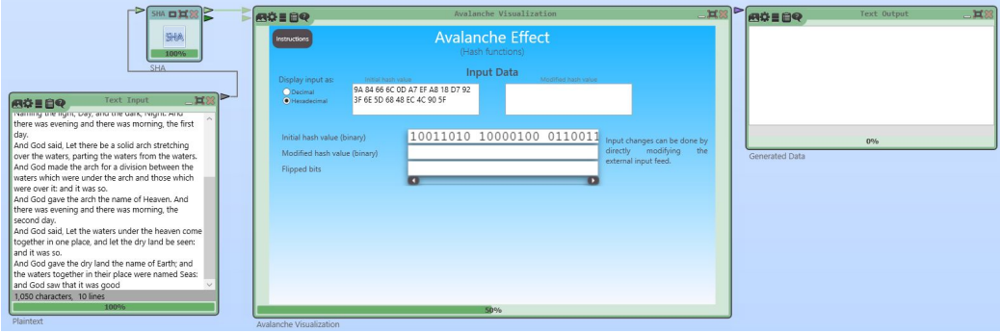 SHA
SHA
100%
SHA
Text Input
Naming the light, Day, and the dark, Night. And
there was evening and there was morning, the first
day.
And God said, Let there be a solid arch stretching
over the waters, parting the waters from the waters.
And God made the arch for a division between the
waters which were under the arch and those which
were over it: and it was so.
And God gave the arch the name of Heaven. And
there was evening and there was morning, the
second day.
And God said, Let the waters under the heaven come
together in one place, and let the dry land be seen:
and it was so.
And God gave the dry land the name of Earth; and
the waters together in their place were named Seas:
and God saw that it was good
1,050 characters, 10 lines
100%
Plaintext
Avalanche Visualization
Instructions
Avalanche Effect
(Hash functions)
Input Data
Display input as:
Decimal
Hexadecimal
Initial hash value
9A 84 66 6C 0D A7 EF A8 18 D7 92
3F 6E 5D 68 48 EC 4C 90 5F
Modified hash value
Initial hash value (binary)
10011010 10000100 0110011
Modified hash value (binary)
Flipped bits
Input changes can be done by
directly modifying the
external input feed.
50%
Avalanche Visualization
Text Output
0%
Generated Data